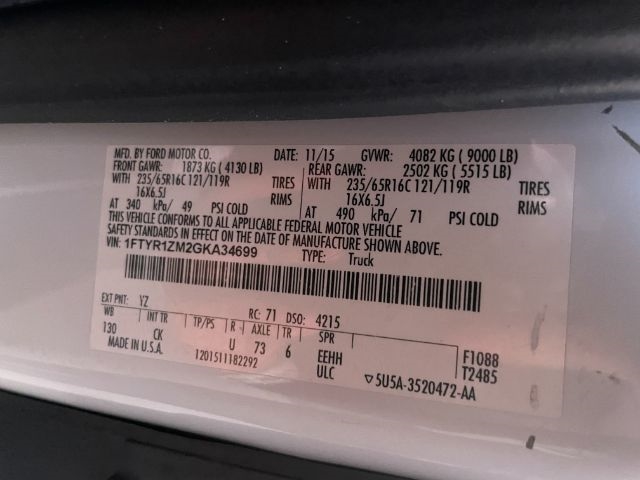 MFD. BY FORD MOTOR CO. DATE: 11/15 GVWR: 4082 KG ( 9000 LB)
FRONT GAWR: 1873 KG ( 4130 LB) REAR GAWR: 2502 KG ( 5515 LB)
WITH 235/65R16C 121/119R TIRES WITH 235/65R16C 121/119R TIRES
16X6.5J RIMS 16X6.5J RIMS
AT 340 kPa/ 49 PSI COLD AT 490 kPa/ 71 PSI COLD
THIS VEHICLE CONFORMS TO ALL APPLICABLE FEDERAL MOTOR VEHICLE
SAFETY STANDARDS IN EFFECT ON THE DATE OF MANUFACTURE SHOWN ABOVE.
VIN: 1FTYR1ZM2GKA34699 TYPE: Truck
EXT PNT: YZ RC: 71 DSO: 4215
WB INT TR TP/PS R AXLE TR SPR
130 CK U 73 6 EEHH F1088
MADE IN U.S.A. 1201511182292 ULC T2485
▽5U5A-3520472-AA